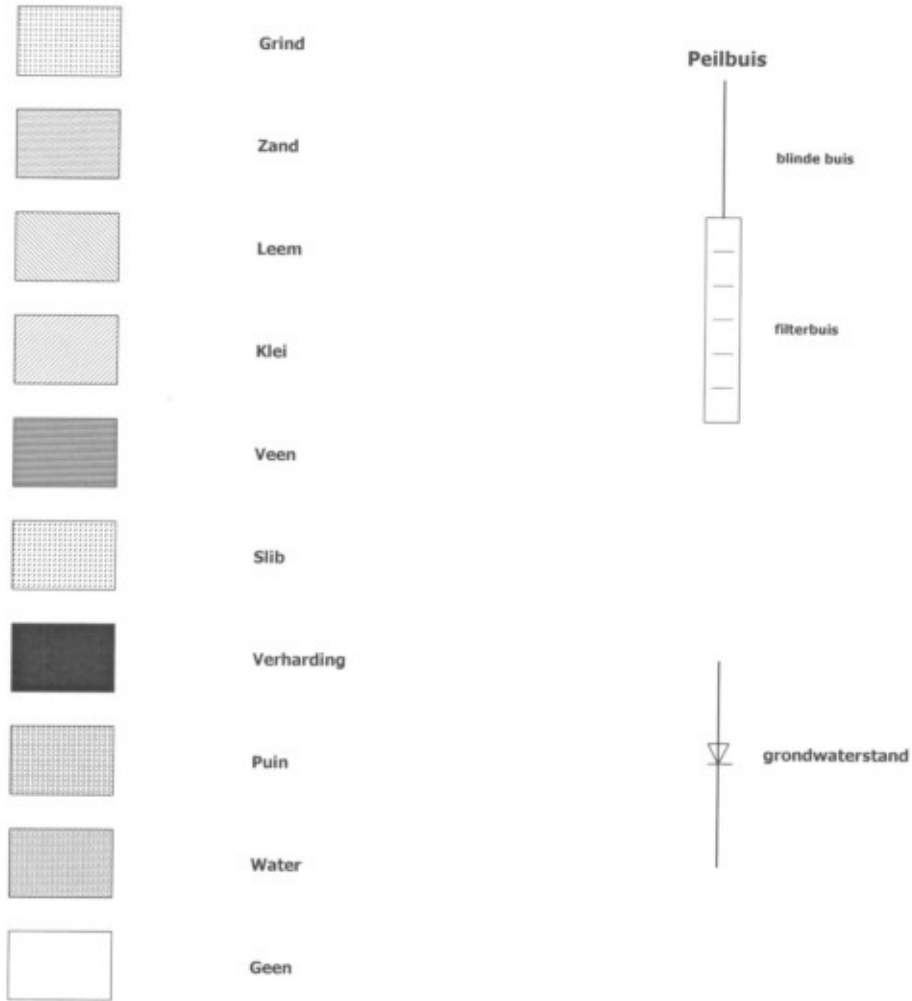 Grind
Zand
Leem
Klei
Veen
Slib
Verharding
Puin
Water
Geen
Peilbuis
blinde buis
filterbuis
grondwaterstand